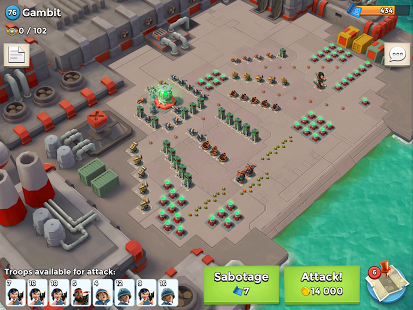 76 Gambit
434
0 / 102
Troops available for attack:
Sabotage
7
Attack!
14 000
6